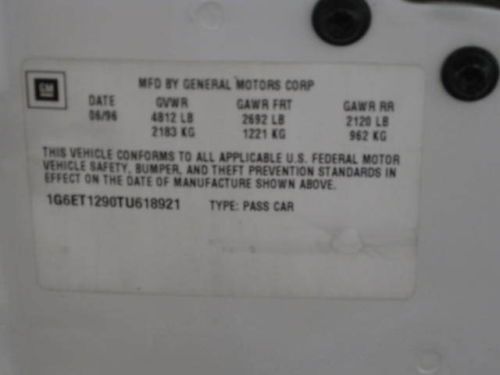 GM
MFD BY GENERAL MOTORS CORP
DATE GVWR GAWR FRT GAWR RR
06/96 4812 LB 2692 LB 2120 LB
2183 KG 1221 KG 962 KG
THIS VEHICLE CONFORMS TO ALL APPLICABLE U.S. FEDERAL MOTOR
VEHICLE SAFETY, BUMPER, AND THEFT PREVENTION STANDARDS IN
EFFECT ON THE DATE OF MANUFACTURE SHOWN ABOVE.
1G6ET1290TU618921 TYPE: PASS CAR